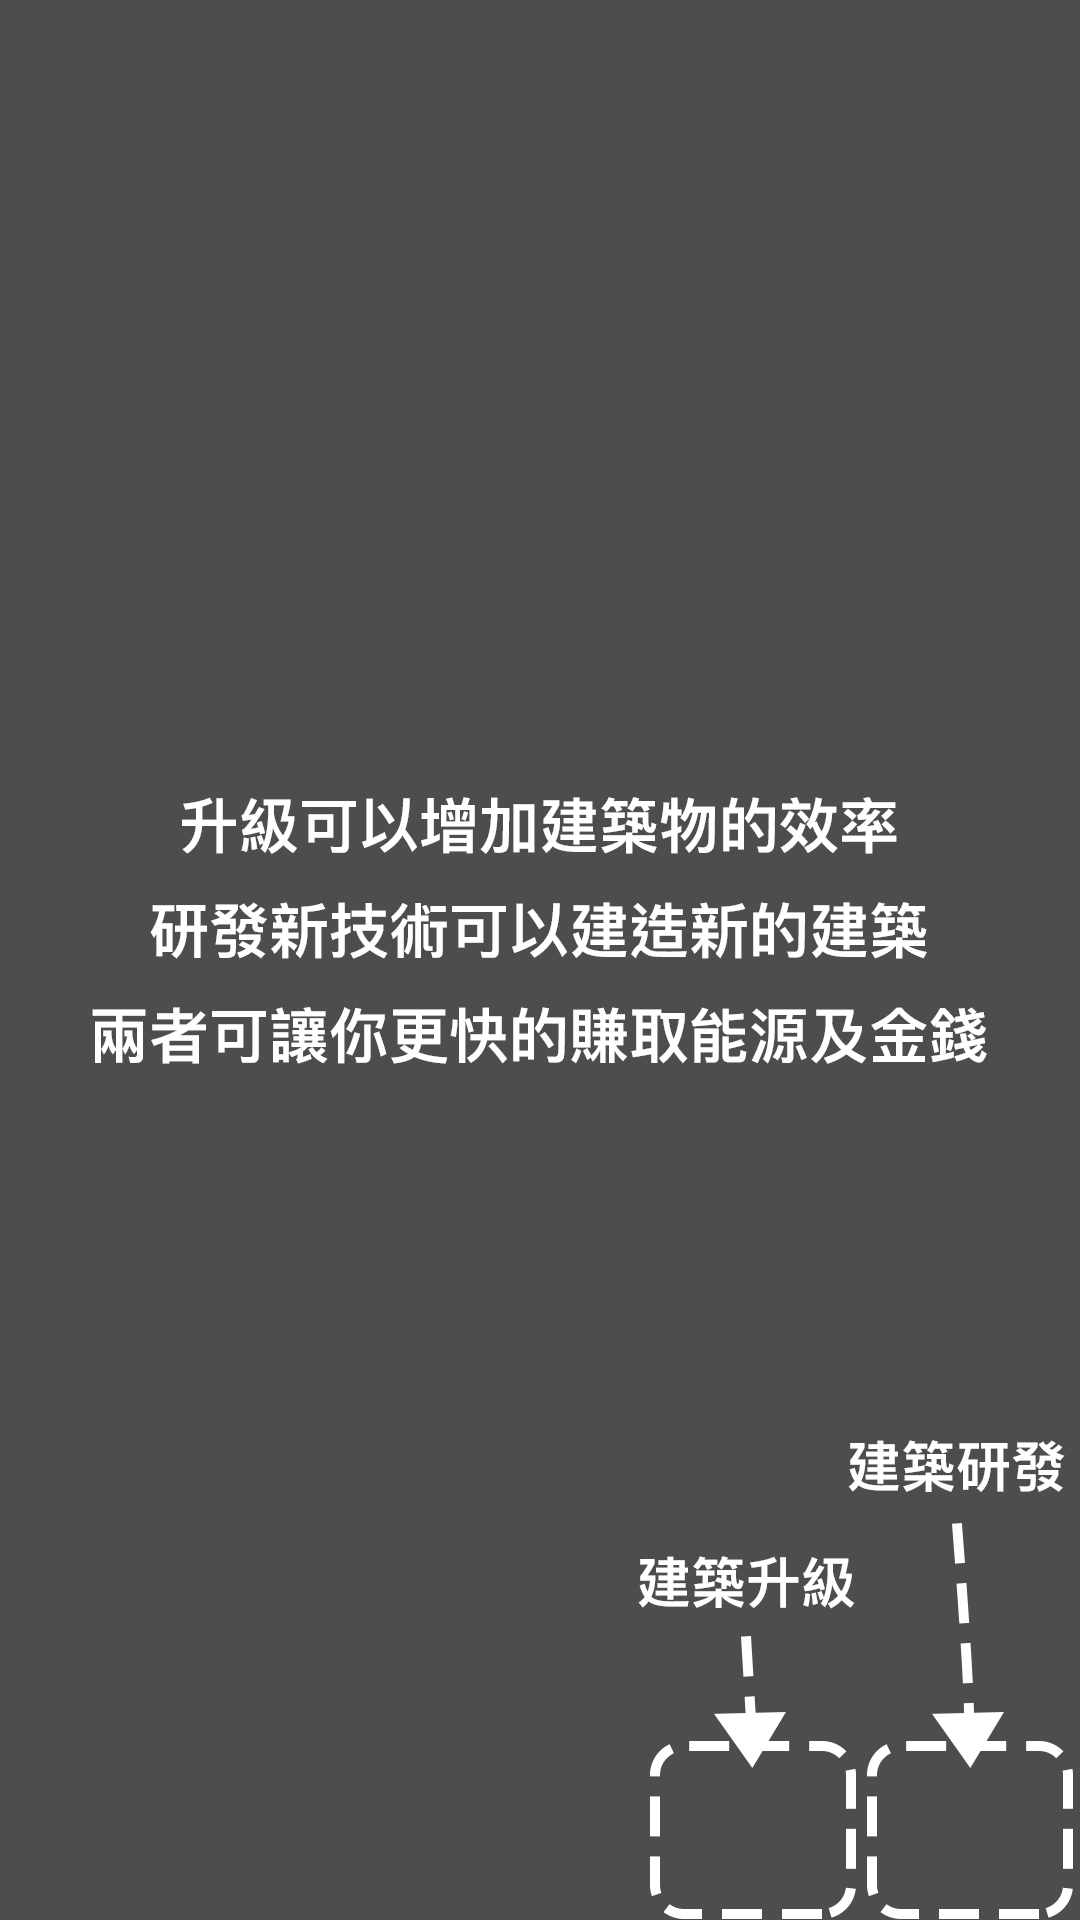 升級可以增加建築物的效率
研發新技術可以建造新的建築
兩者可讓你更快的賺取能源及金錢
建築研發
建築升級